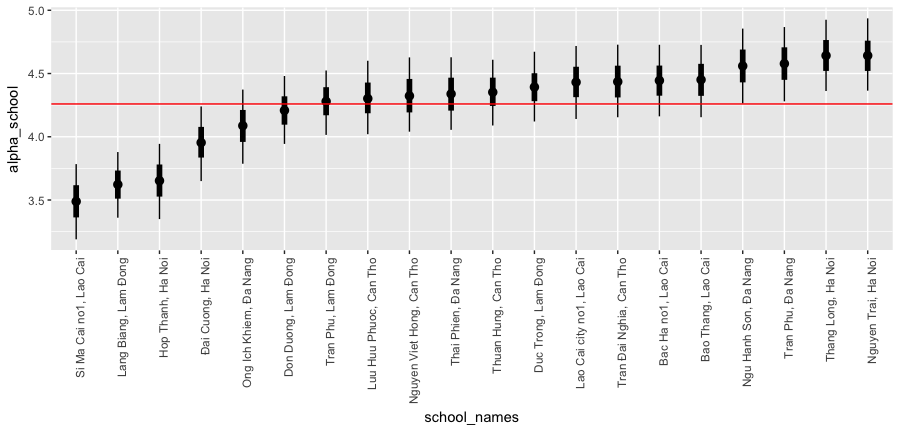 alpha_school
5.0
4.5
4.0
3.5
Si Ma Cai no1, Lao Cai
Lang Biang, Lam Đong
Hop Thanh, Ha Noi
Đai Cuong, Ha Noi
Ong Ich Khiem, Đa Nang
Don Duong, Lam Đong
Tran Phu, Lam Đong
Luu Huu Phuoc, Can Tho
Nguyen Viet Hong, Can Tho
Thai Phien, Đa Nang
Thuan Hung, Can Tho
Duc Trong, Lam Đong
Lao Cai city no1, Lao Cai
Tran Đai Nghia, Can Tho
Bac Ha no1, Lao Cai
Bao Thang, Lao Cai
Ngu Hanh Son, Đa Nang
Tran Phu, Đa Nang
Thang Long, Ha Noi
Nguyen Trai, Ha Noi
school_names